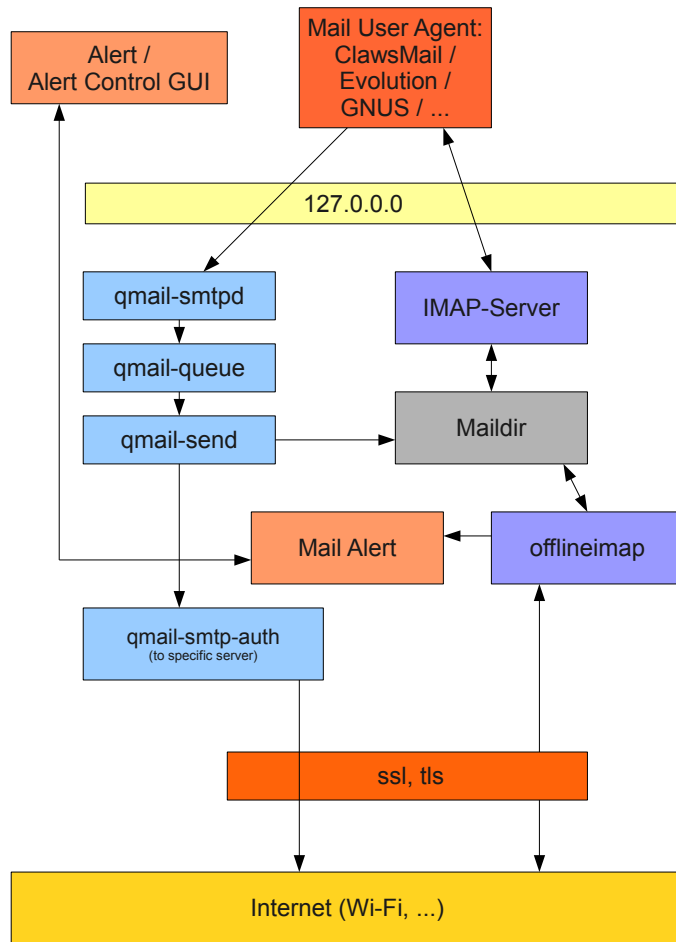 Mail User Agent:
ClawsMail /
Evolution /
GNUS / ...
Alert /
Alert Control GUI
127.0.0.0
qmail-smtpd
IMAP-Server
qmail-queue
qmail-send
Maildir
Mail Alert
offlineimap
qmail-smtp-auth
(to specific server)
ssl, tls
Internet (Wi-Fi, ...)